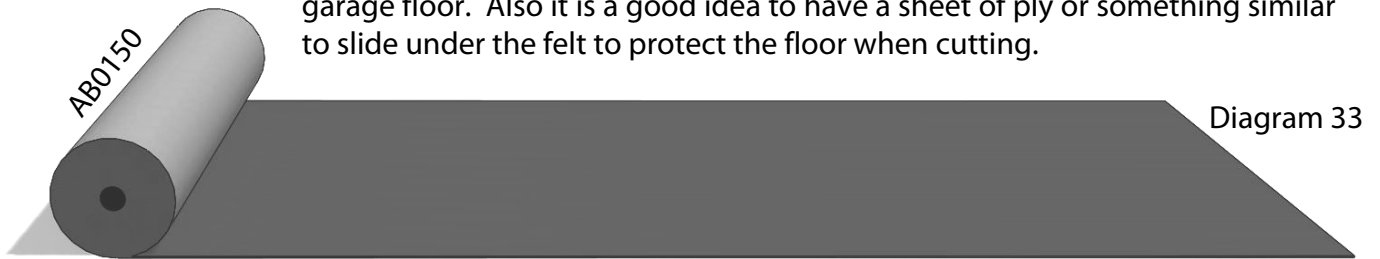 garage floor. Also it is a good idea to have a sheet of ply or something similar
to slide under the felt to protect the floor when cutting.
AB0150
Diagram 33